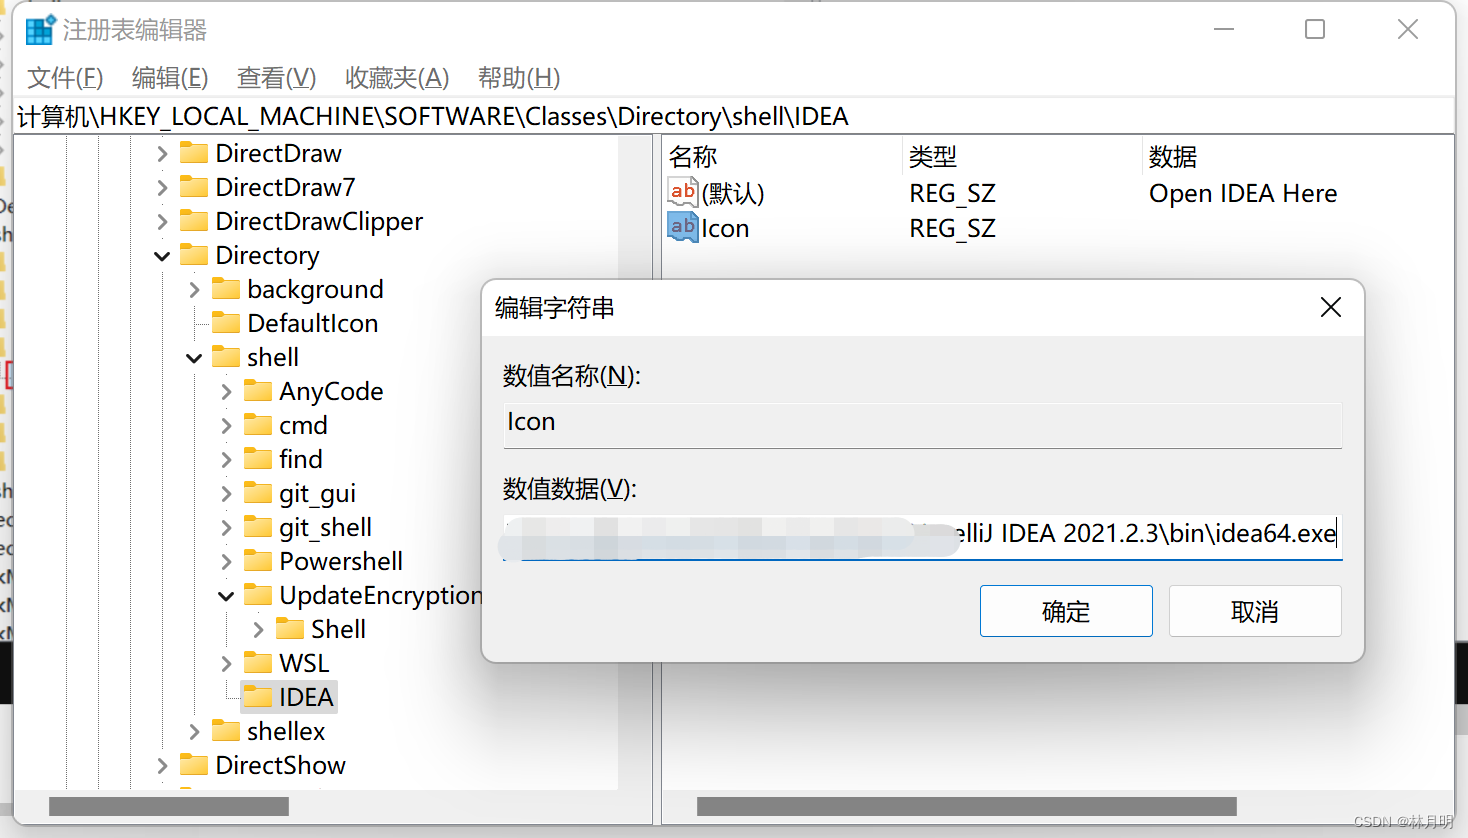 注册表编辑器
文件(F) 编辑(E) 查看(V) 收藏夹(A) 帮助(H)
计算机\HKEY_LOCAL_MACHINE\SOFTWARE\Classes\Directory\shell\IDEA
DirectDraw
DirectDraw7
DirectDrawClipper
Directory
background
DefaultIcon
shell
AnyCode
cmd
find
git_gui
git_shell
Powershell
UpdateEncryption
Shell
WSL
IDEA
shellex
DirectShow
名称 类型 数据
(默认) REG_SZ Open IDEA Here
Icon REG_SZ
编辑字符串
数值名称(N):
Icon
数值数据(V):
elliJ IDEA 2021.2.3\bin\idea64.exe
确定 取消
CSDN @林月明